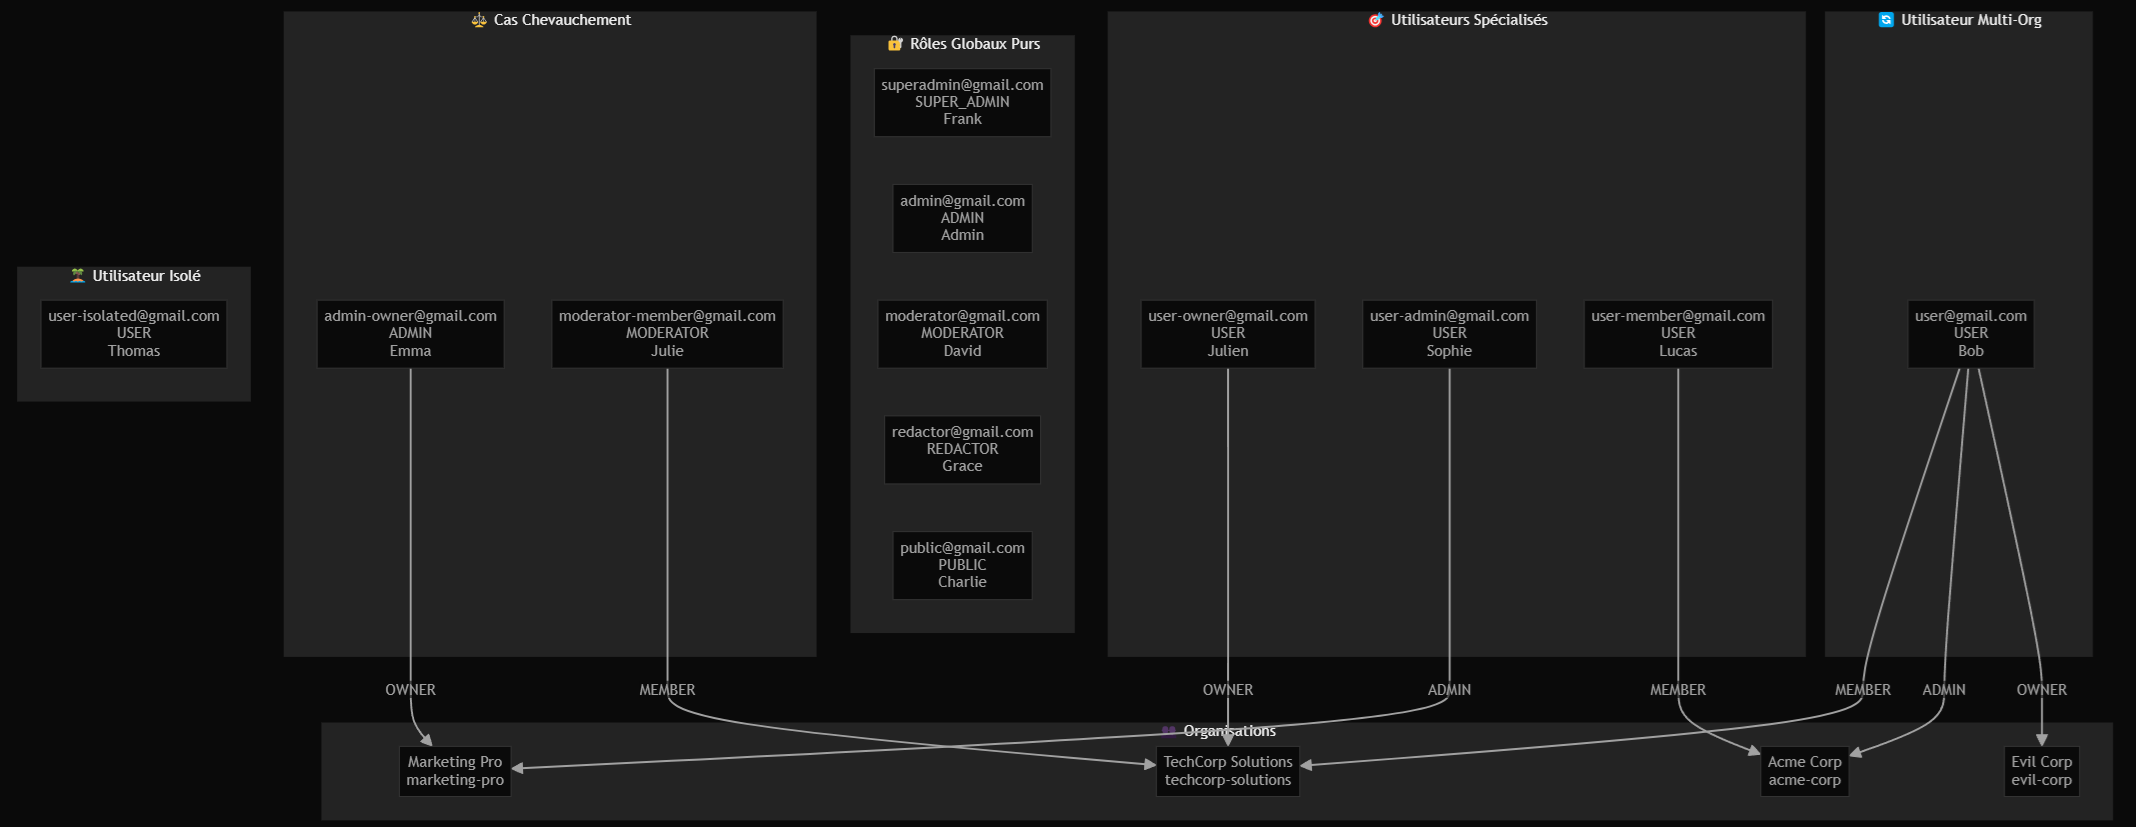 ⚖️ Cas Chevauchement
🔐 Rôles Globaux Purs
🎯 Utilisateurs Spécialisés
🔄 Utilisateur Multi-Org
🏝️ Utilisateur Isolé
user-isolated@gmail.com
USER
Thomas
admin-owner@gmail.com
ADMIN
Emma
moderator-member@gmail.com
MODERATOR
Julie
superadmin@gmail.com
SUPER_ADMIN
Frank
admin@gmail.com
ADMIN
Admin
moderator@gmail.com
MODERATOR
David
redactor@gmail.com
REDACTOR
Grace
public@gmail.com
PUBLIC
Charlie
user-owner@gmail.com
USER
Julien
user-admin@gmail.com
USER
Sophie
user-member@gmail.com
USER
Lucas
user@gmail.com
USER
Bob
OWNER
MEMBER
OWNER
ADMIN
MEMBER
MEMBER
ADMIN
OWNER
Organisations
Marketing Pro
marketing-pro
TechCorp Solutions
techcorp-solutions
Acme Corp
acme-corp
Evil Corp
evil-corp